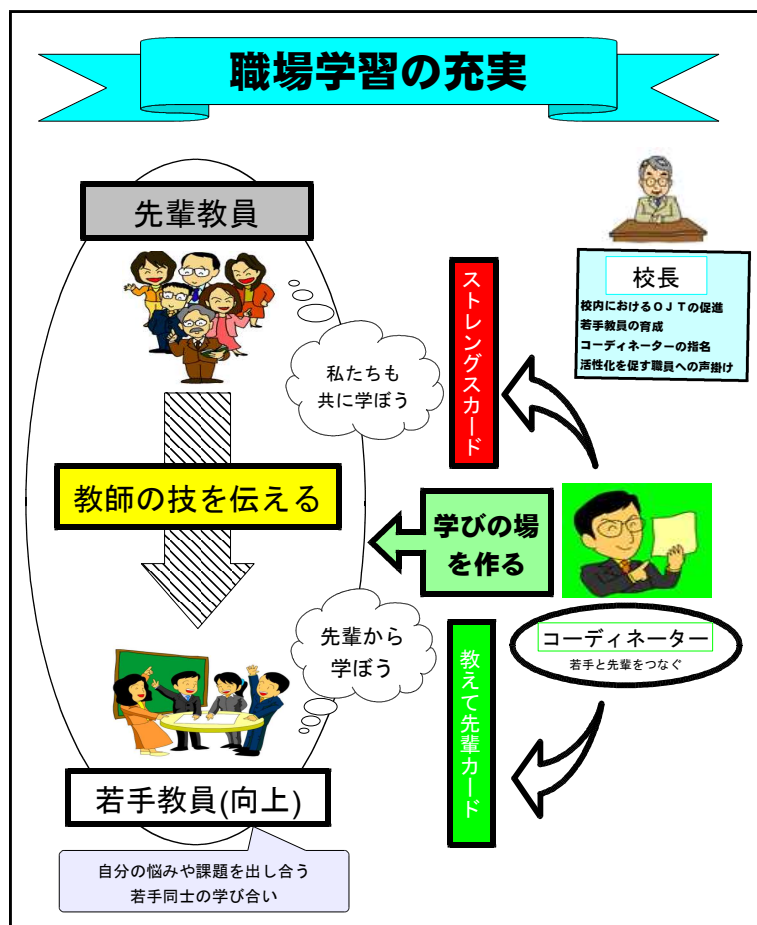 職場学習の充実
先輩教員
私たちも
共に学ぼう
教師の技を伝える
先輩から
学ぼう
若手教員(向上)
自分の悩みや課題を出し合う
若手同士の学び合い
ストレングスカード
学びの場
を作る
教えて先輩カード
校長
校内におけるOJTの促進
若手教員の育成
コーディネーターの指名
活性化を促す職員への声掛け
コーディネーター
若手と先輩をつなぐ